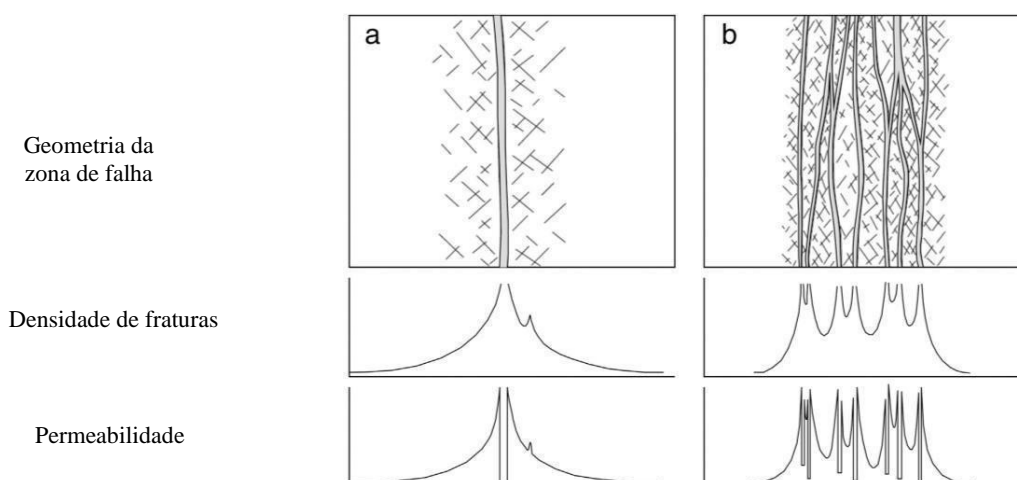 a
b
Geometria da
zona de falha
Densidade de fraturas
Permeabilidade